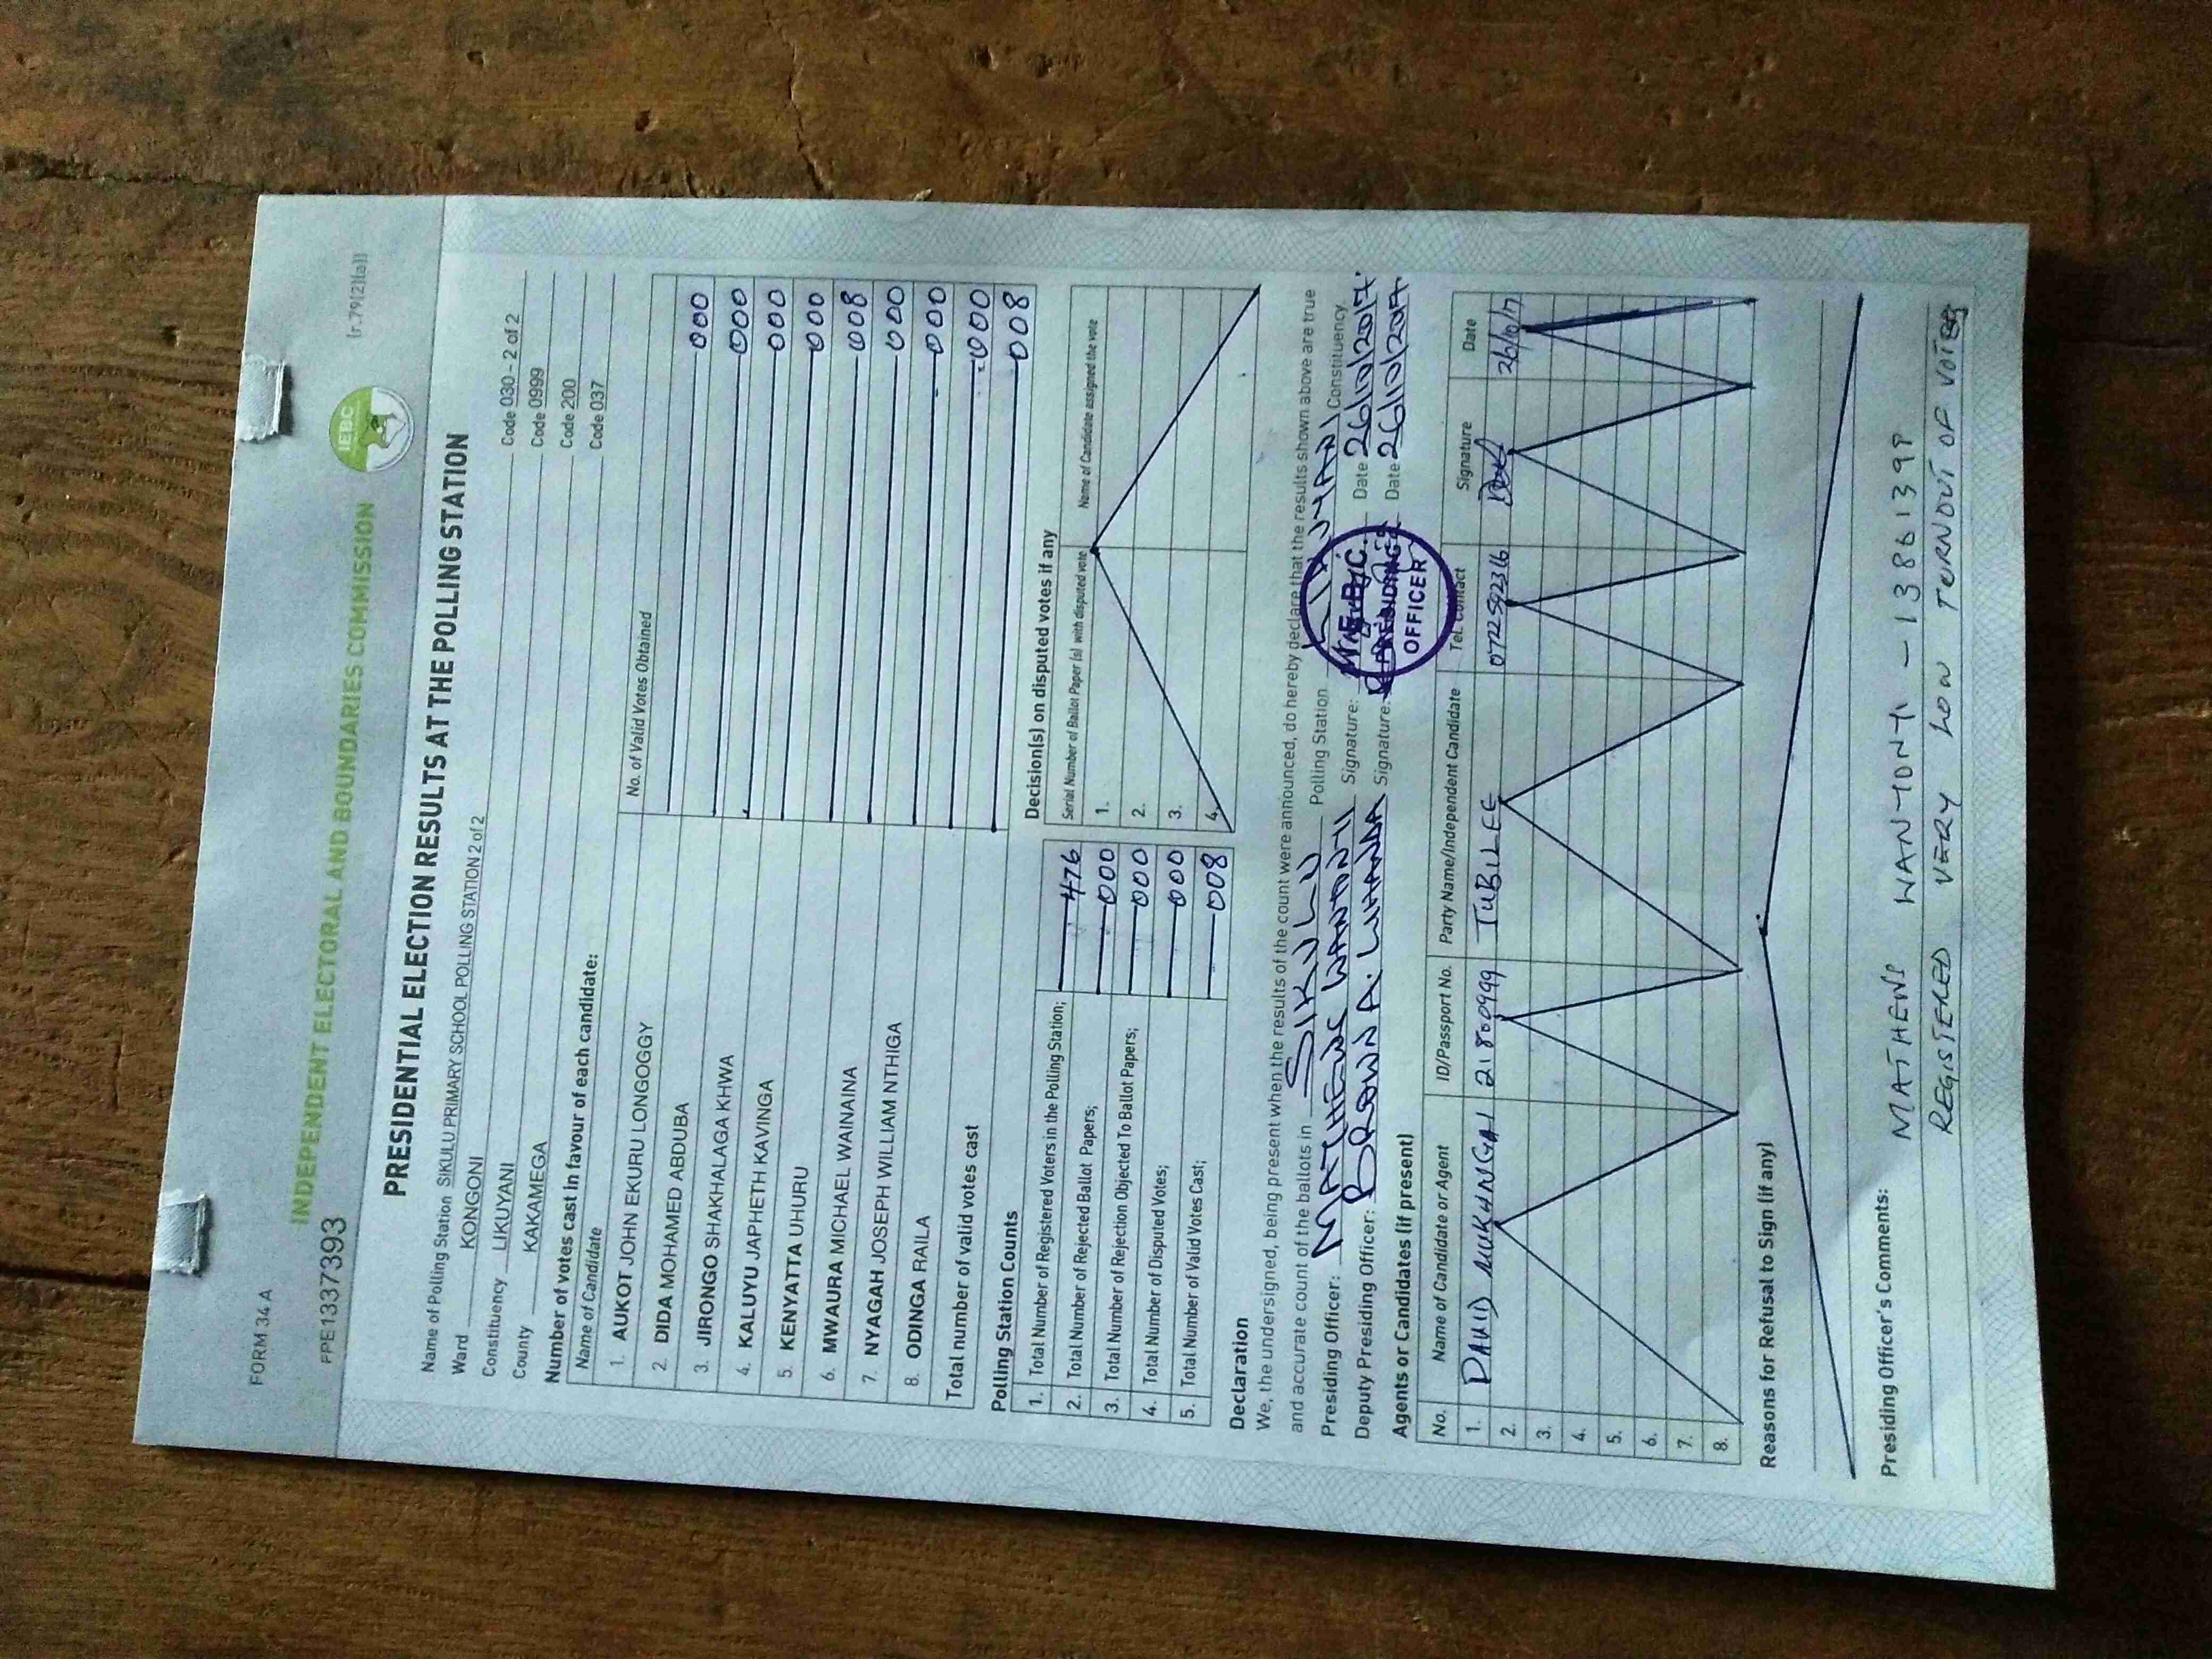 FORM 34 A
(r.79(2)(a))
PPE1337393
INDEPENDENT ELECTORAL AND BOUNDARIES COMMISSION
IEBC
PRESIDENTIAL ELECTION RESULTS AT THE POLLING STATION
Name of Polling Station SIKULU PRIMARY SCHOOL POLLING STATION 2 of 2 Code 030 - 2 of 2
Ward KONGONI Code 0999
Constituency LIKUYANI Code 200
County KAKAMEGA Code 037
Number of votes cast in favour of each candidate:
Name of Candidate No. of Valid Votes Obtained
1. AUKOT JOHN EKURU LONGOGGY 000
2. DIDA MOHAMED ABDUBA 000
3. JIRONGO SHAKHALAGA KHWA 000
4. KALUYU JAPHETH KAVINGA 000
5. KENYATTA UHURU 008
6. MWAURA MICHAEL WAINAINA 000
7. NYAGAH JOSEPH WILLIAM NTHIGA 000
8. ODINGA RAILA 000
Total number of valid votes cast 008
Polling Station Counts
1. Total Number of Registered Voters in the Polling Station; 476
2. Total Number of Rejected Ballot Papers; 000
3. Total Number of Rejection Objected To Ballot Papers; 000
4. Total Number of Disputed Votes; 000
5. Total Number of Valid Votes Cast; 008
Decision(s) on disputed votes if any
Serial Number of Ballot Paper (s) with disputed vote Name of Candidate assigned the vote
1.
2.
3.
4.
Declaration
We, the undersigned, being present when the results of the count were announced, do hereby declare that the results shown above are true
and accurate count of the ballots in SIKULU Polling Station LIKUYANI Constituency
Presiding Officer: MATHEWS WANYONYI Signature: Date 26/10/2017
Deputy Presiding Officer: BROWN A. LUHANDA Signature: Date 26/10/2017
I.E.B.C.
PRESIDING
OFFICER
Agents or Candidates (if present)
No. Name of Candidate or Agent ID/Passport No. Party Name/Independent Candidate Tel. Contact Signature Date
1. DAVID MUKHNGAI 21800999 JUBILEE 0722592316 26/10/17
2.
3.
4.
5.
6.
7.
8.
Reasons for Refusal to Sign (if any)
Presiding Officer's Comments: MATHEWS WANYONYI - 13861397
REGISTERED VERY LOW TURNOUT OF VOTERS